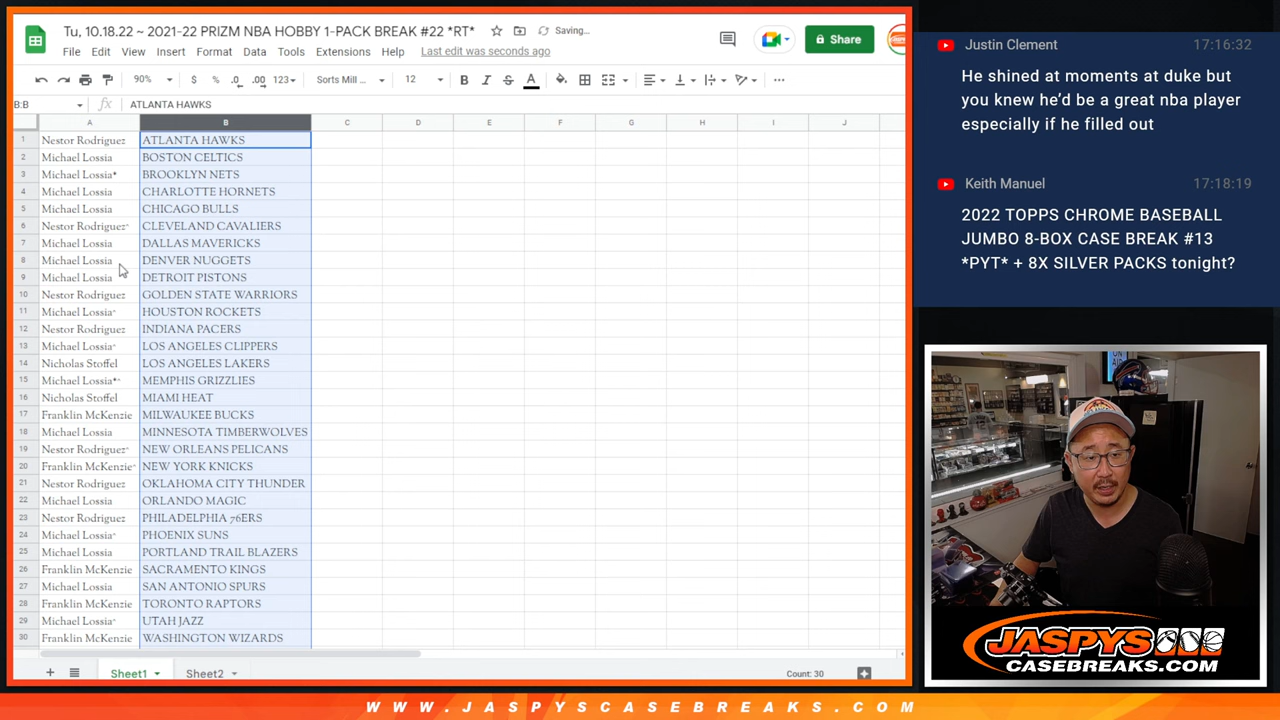 Tu, 10.18.22 ~ 2021-22 PRIZM NBA HOBBY 1-PACK BREAK #22 *RT*
Saving...
File Edit View Insert Format Data Tools Extensions Help Last edit was seconds ago
Share
90% $ % .0 .00 123 Sorts Mill ... 12 B I S A
B:B fx ATLANTA HAWKS
A B C D E F G H I J
1 Nestor Rodriguez ATLANTA HAWKS
2 Michael Lossia BOSTON CELTICS
3 Michael Lossia* BROOKLYN NETS
4 Michael Lossia CHARLOTTE HORNETS
5 Michael Lossia CHICAGO BULLS
6 Nestor Rodriguez^ CLEVELAND CAVALIERS
7 Michael Lossia DALLAS MAVERICKS
8 Michael Lossia DENVER NUGGETS
9 Michael Lossia DETROIT PISTONS
10 Nestor Rodriguez GOLDEN STATE WARRIORS
11 Michael Lossia^ HOUSTON ROCKETS
12 Nestor Rodriguez INDIANA PACERS
13 Michael Lossia^ LOS ANGELES CLIPPERS
14 Nicholas Stoffel LOS ANGELES LAKERS
15 Michael Lossia*^ MEMPHIS GRIZZLIES
16 Nicholas Stoffel MIAMI HEAT
17 Franklin McKenzie MILWAUKEE BUCKS
18 Michael Lossia MINNESOTA TIMBERWOLVES
19 Nestor Rodriguez^ NEW ORLEANS PELICANS
20 Franklin McKenzie^ NEW YORK KNICKS
21 Nestor Rodriguez OKLAHOMA CITY THUNDER
22 Michael Lossia ORLANDO MAGIC
23 Nestor Rodriguez PHILADELPHIA 76ERS
24 Michael Lossia^ PHOENIX SUNS
25 Michael Lossia PORTLAND TRAIL BLAZERS
26 Franklin McKenzie SACRAMENTO KINGS
27 Michael Lossia SAN ANTONIO SPURS
28 Franklin McKenzie TORONTO RAPTORS
29 Michael Lossia^ UTAH JAZZ
30 Franklin McKenzie WASHINGTON WIZARDS
Sheet1 Sheet2 Count: 30
Justin Clement 17:16:32
He shined at moments at duke but
you knew he'd be a great nba player
especially if he filled out
Keith Manuel 17:18:19
2022 TOPPS CHROME BASEBALL
JUMBO 8-BOX CASE BREAK #13
*PYT* + 8X SILVER PACKS tonight?
JASPYS
CASEBREAKS.COM
WWW.JASPYSCASEBREAKS.COM